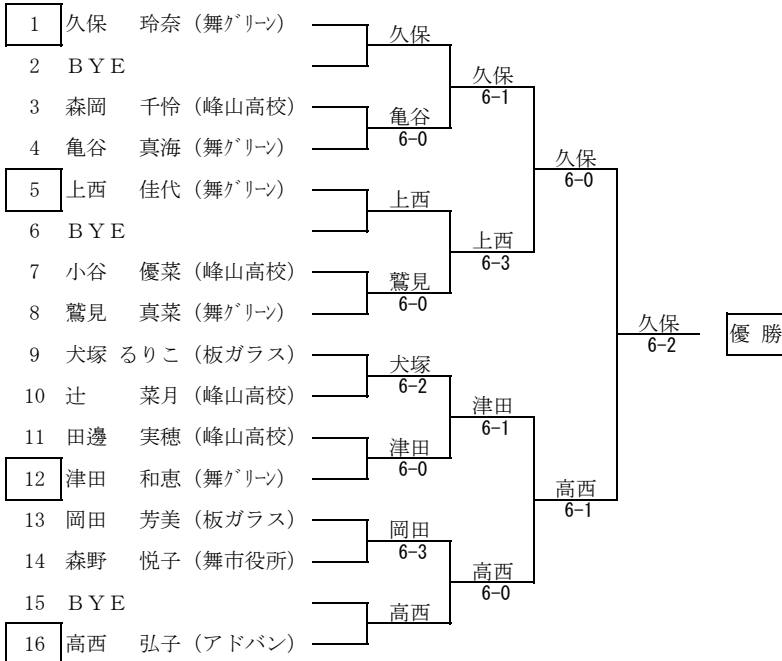 1 久保 玲奈 (舞グリーン)
2 ＢＹＥ
3 森岡 千怜 (峰山高校)
4 亀谷 真海 (舞グリーン)
5 上西 佳代 (舞グリーン)
6 ＢＹＥ
7 小谷 優菜 (峰山高校)
8 鷲見 真菜 (舞グリーン)
9 犬塚 るりこ (板ガラス)
10 辻 菜月 (峰山高校)
11 田邊 実穂 (峰山高校)
12 津田 和恵 (舞グリーン)
13 岡田 芳美 (板ガラス)
14 森野 悦子 (舞市役所)
15 ＢＹＥ
16 高西 弘子 (アドバン)
久保
亀谷
6-0
上西
鷲見
6-0
犬塚
6-2
津田
6-0
岡田
6-3
高西
久保
6-1
上西
6-3
津田
6-1
高西
6-0
久保
6-0
高西
6-1
久保
6-2
優 勝